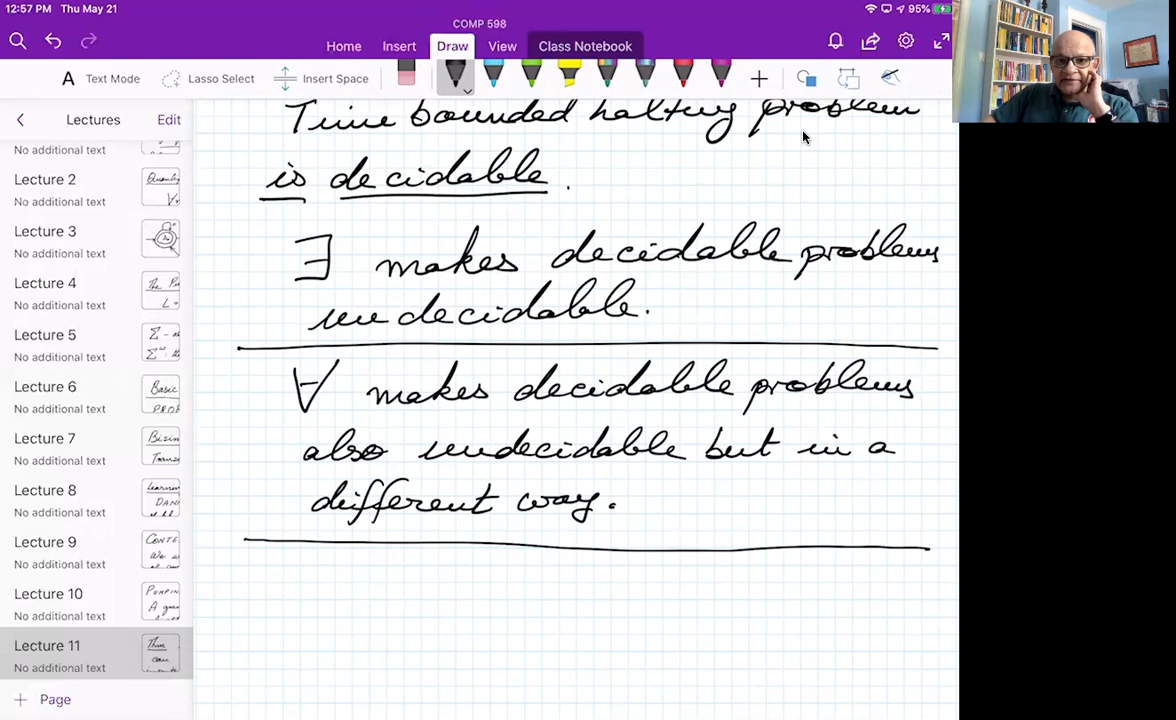 12:57 PM Thu May 21
95%
COMP 598
Home Insert Draw View Class Notebook
Text Mode Lasso Select Insert Space
Lectures Edit
No additional text
Lecture 2
No additional text
Lecture 3
No additional text
Lecture 4
No additional text
Lecture 5
No additional text
Lecture 6
No additional text
Lecture 7
No additional text
Lecture 8
No additional text
Lecture 9
No additional text
Lecture 10
No additional text
Lecture 11
No additional text
Page
Time bounded halting problem
is decidable.
∃ makes decidable problems
undecidable.
∀ makes decidable problems
also undecidable but in a
different way.